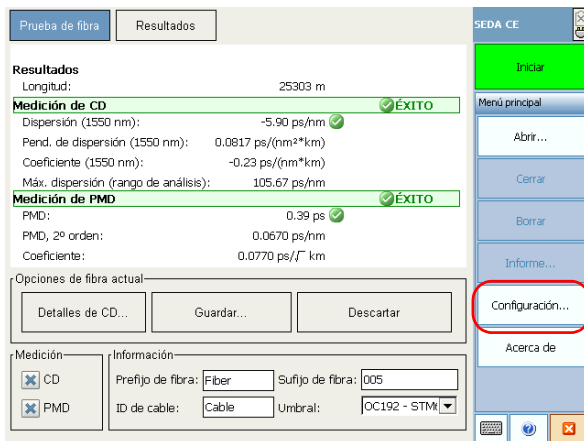 Prueba de fibra Resultados
SEDA CE
Resultados
Longitud: 25303 m
Medición de CD ÉXITO
Dispersión (1550 nm): -5.90 ps/nm
Pend. de dispersión (1550 nm): 0.0817 ps/(nm²*km)
Coeficiente (1550 nm): -0.23 ps/(nm*km)
Máx. dispersión (rango de análisis): 105.67 ps/nm
Medición de PMD ÉXITO
PMD: 0.39 ps
PMD, 2º orden: 0.0670 ps/nm
Coeficiente: 0.0770 ps/√ km
Opciones de fibra actual
Detalles de CD... Guardar... Descartar
Medición
CD
PMD
Información
Prefijo de fibra: Fiber Sufijo de fibra: 005
ID de cable: Cable Umbral: OC192 - STM
Iniciar
Menú principal
Abrir...
Cerrar
Borrar
Informe...
Configuración...
Acerca de